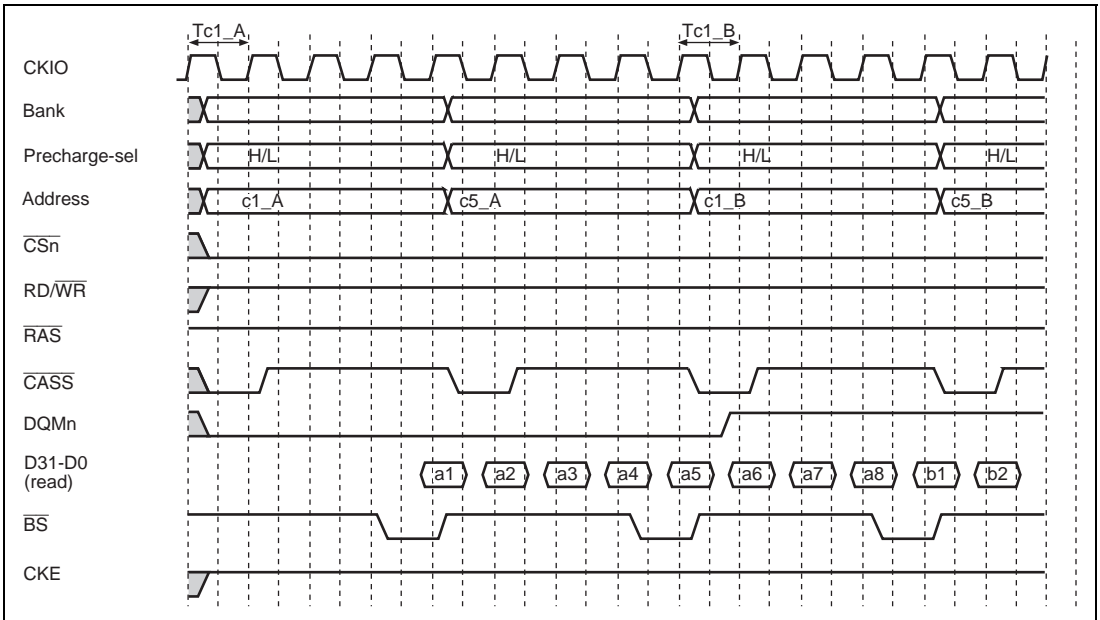 Tc1_A Tc1_B
CKIO
Bank
Precharge-sel H/L H/L H/L H/L
Address c1_A c5_A c1_B c5_B
CSn
RD/WR
RAS
CASS
DQMn
D31-D0
(read) a1 a2 a3 a4 a5 a6 a7 a8 b1 b2
BS
CKE